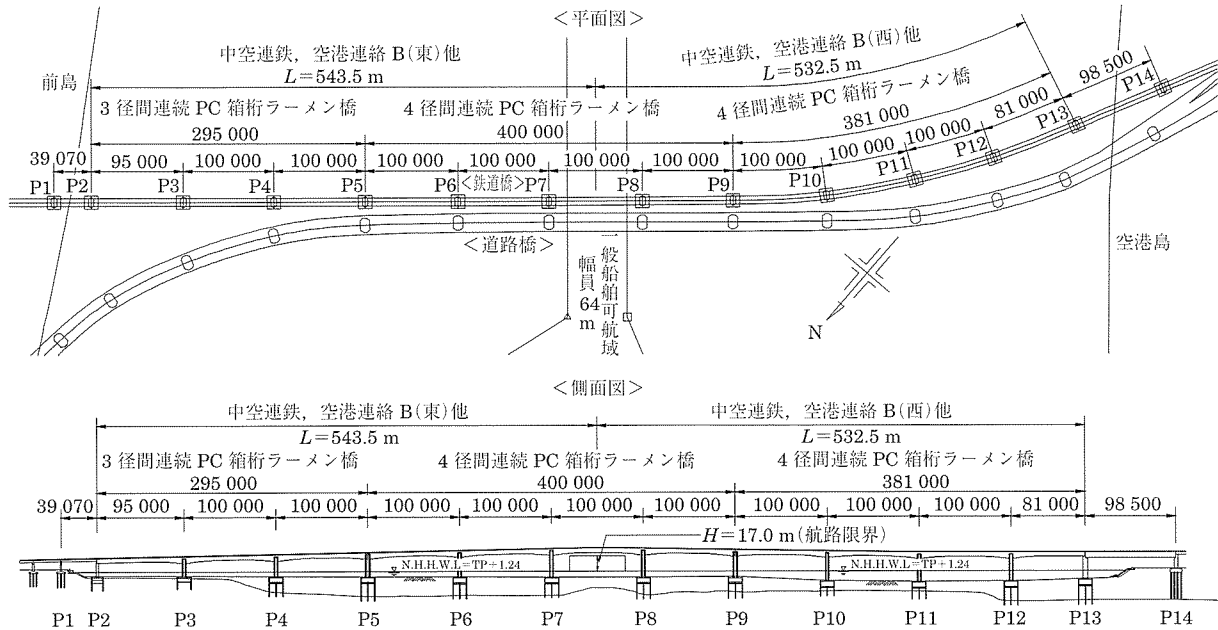 ＜平面図＞
中空連鉄，空港連絡 B(東)他
L=543.5 m
中空連鉄，空港連絡 B(西)他
L=532.5 m
前島
3 径間連続 PC 箱桁ラーメン橋
4 径間連続 PC 箱桁ラーメン橋
4 径間連続 PC 箱桁ラーメン橋
98 500
295 000
400 000
381 000
81 000
39 070
95 000
100 000
100 000
100 000
100 000
100 000
100 000
100 000
100 000
100 000
P1
P2
P3
P4
P5
P6
＜鉄道橋＞
P7
P8
P9
P10
P11
P12
P13
P14
＜道路橋＞
一般船舶可航域
幅員 64 m
空港島
N
＜側面図＞
中空連鉄，空港連絡 B(東)他
L=543.5 m
中空連鉄，空港連絡 B(西)他
L=532.5 m
3 径間連続 PC 箱桁ラーメン橋
4 径間連続 PC 箱桁ラーメン橋
4 径間連続 PC 箱桁ラーメン橋
295 000
400 000
381 000
39 070
95 000
100 000
100 000
100 000
100 000
100 000
100 000
100 000
100 000
100 000
81 000
98 500
H=17.0 m(航路限界)
N.H.H.W.L=TP+1.24
N.H.H.W.L=TP+1.24
P1 P2 P3 P4 P5 P6 P7 P8 P9 P10 P11 P12 P13 P14